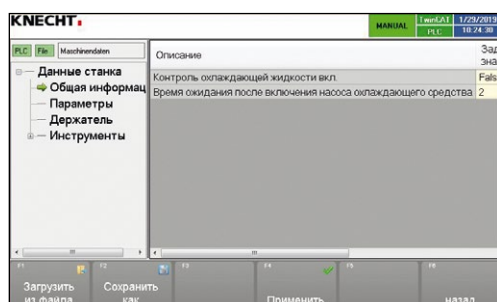 KNECHT
MANUAL
TwinCAT
PLC
1/29/2019
10:24:30
PLC File Maschinendaten
Данные станка
Общая информац
Параметры
Держатель
Инструменты
Описание
Зад
зна
Контроль охлаждающей жидкости вкл.
Fals
Время ожидания после включения насоса охлаждающего средства 2
F1 F2 F3 F4 F5 F6
Загрузить
из файла
Сохранить
как
Применить
назад